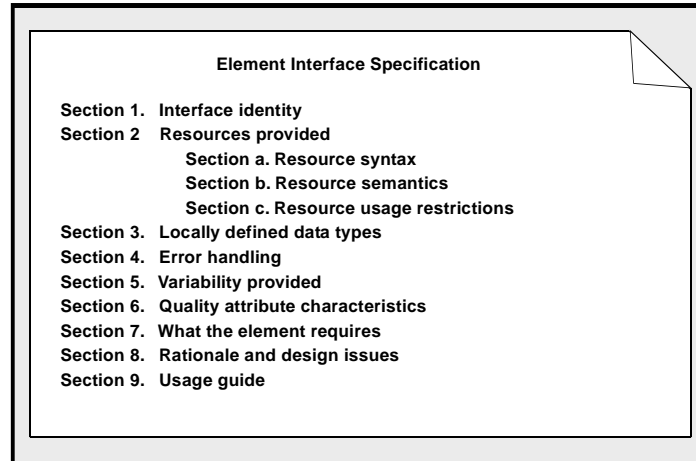 Element Interface Specification
Section 1. Interface identity
Section 2 Resources provided
Section a. Resource syntax
Section b. Resource semantics
Section c. Resource usage restrictions
Section 3. Locally defined data types
Section 4. Error handling
Section 5. Variability provided
Section 6. Quality attribute characteristics
Section 7. What the element requires
Section 8. Rationale and design issues
Section 9. Usage guide